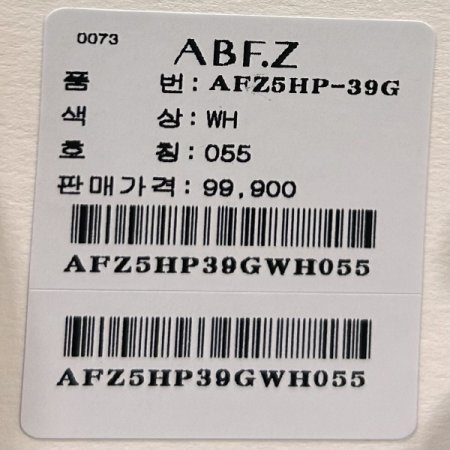 0073
ABF.Z
품 번 : AFZ5HP-39G
색 상 : WH
호 칭 : 055
판매가격 : 99,900
AFZ5HP39GWH055
AFZ5HP39GWH055